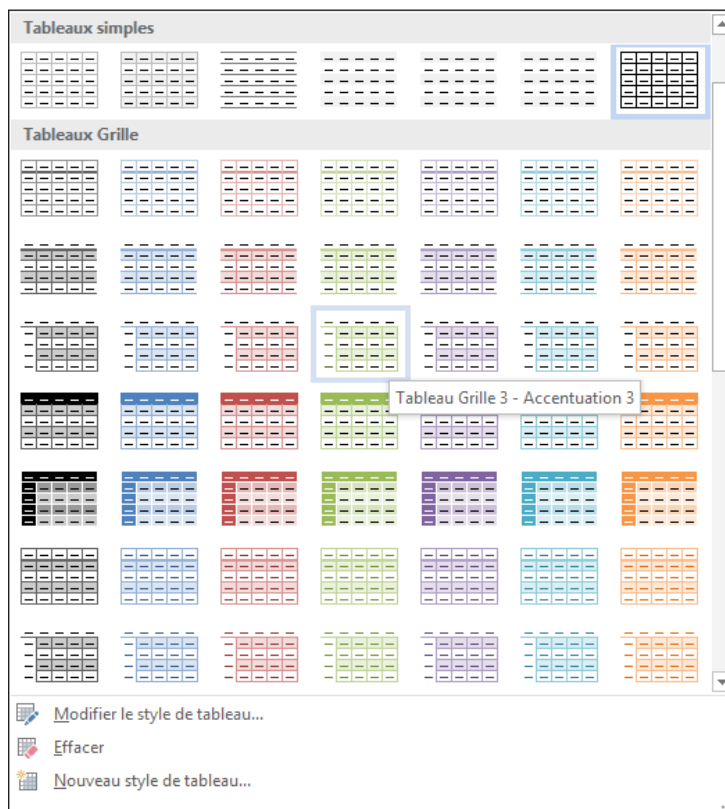 Tableaux simples
Tableaux Grille
Tableau Grille 3 - Accentuation 3
Modifier le style de tableau...
Effacer
Nouveau style de tableau...